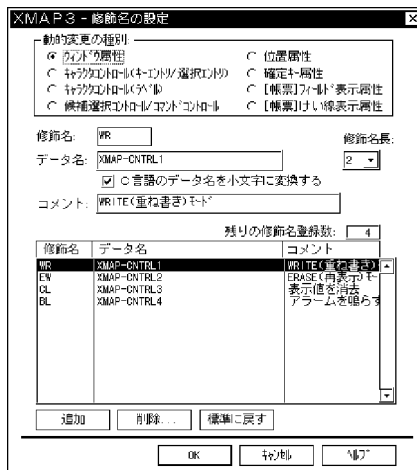 XMAP3 - 修飾名の設定
動的変更の種別:
ｳｨﾝﾄﾞｳ属性
位置属性
ｷｬﾗｸﾀｺﾝﾄﾛｰﾙ(ｷｰｴﾝﾄﾘ/選択ｴﾝﾄﾘ)
確定ｷｰ属性
ｷｬﾗｸﾀｺﾝﾄﾛｰﾙ(ﾗﾍﾞﾙ)
[帳票]ﾌｨｰﾙﾄﾞ表示属性
候補選択ｺﾝﾄﾛｰﾙ/ｺﾏﾝﾄﾞｺﾝﾄﾛｰﾙ
[帳票]けい線表示属性
修飾名: WR
修飾名長:
データ名: XMAP-CNTRL1
2
C言語のデータ名を小文字に変換する
コメント: WRITE(重ね書き)ﾓｰﾄﾞ
残りの修飾名登録数: 4
修飾名 データ名 コメント
WR XMAP-CNTRL1 WRITE(重ね書き)
EW XMAP-CNTRL2 ERASE(再表示)ﾓｰ
CL XMAP-CNTRL3 表示値を消去
BL XMAP-CNTRL4 アラームを鳴らす
追加 削除... 標準に戻す
OK ｷｬﾝｾﾙ ﾍﾙﾌﾟ